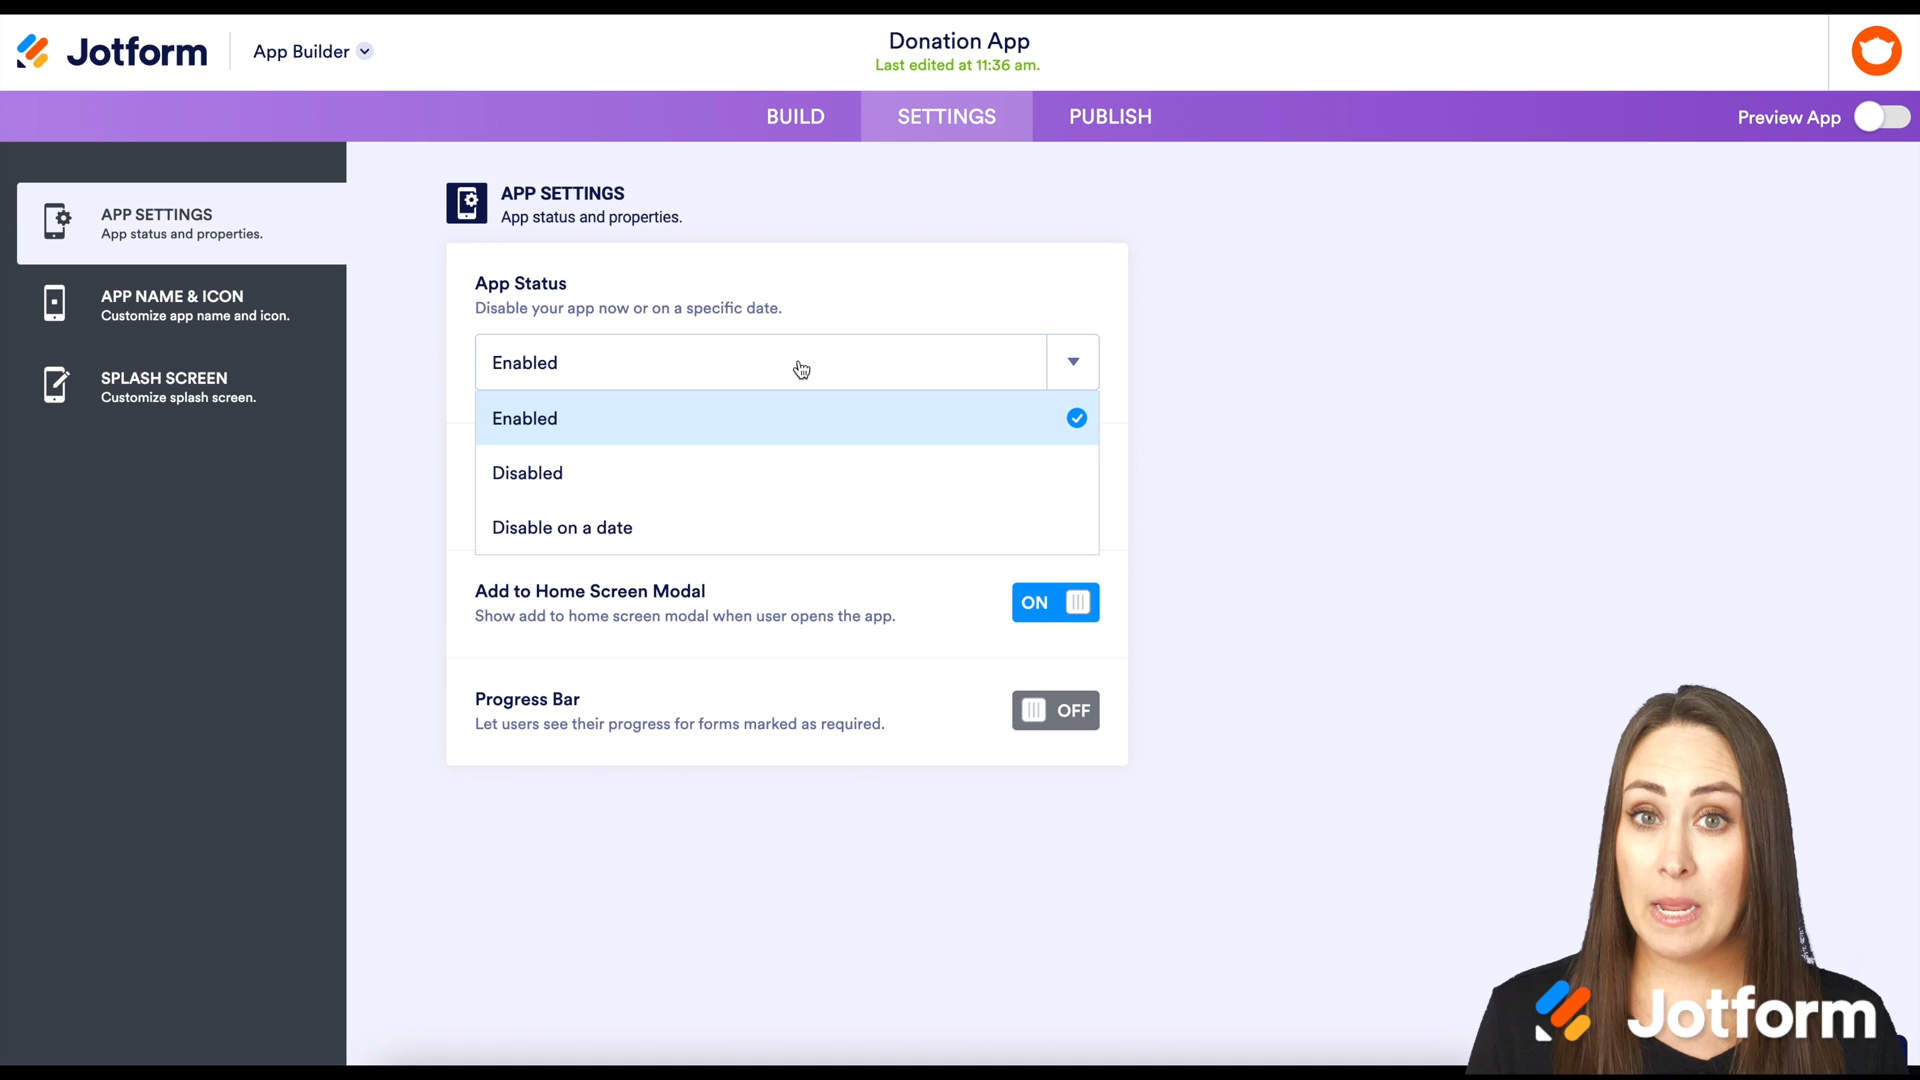 Jotform
App Builder
Donation App
Last edited at 11:36 am.
BUILD
SETTINGS
PUBLISH
Preview App
APP SETTINGS
App status and properties.
APP NAME & ICON
Customize app name and icon.
SPLASH SCREEN
Customize splash screen.
APP SETTINGS
App status and properties.
App Status
Disable your app now or on a specific date.
Enabled
Enabled
Disabled
Disable on a date
Add to Home Screen Modal
Show add to home screen modal when user opens the app.
ON
Progress Bar
Let users see their progress for forms marked as required.
OFF
Jotform